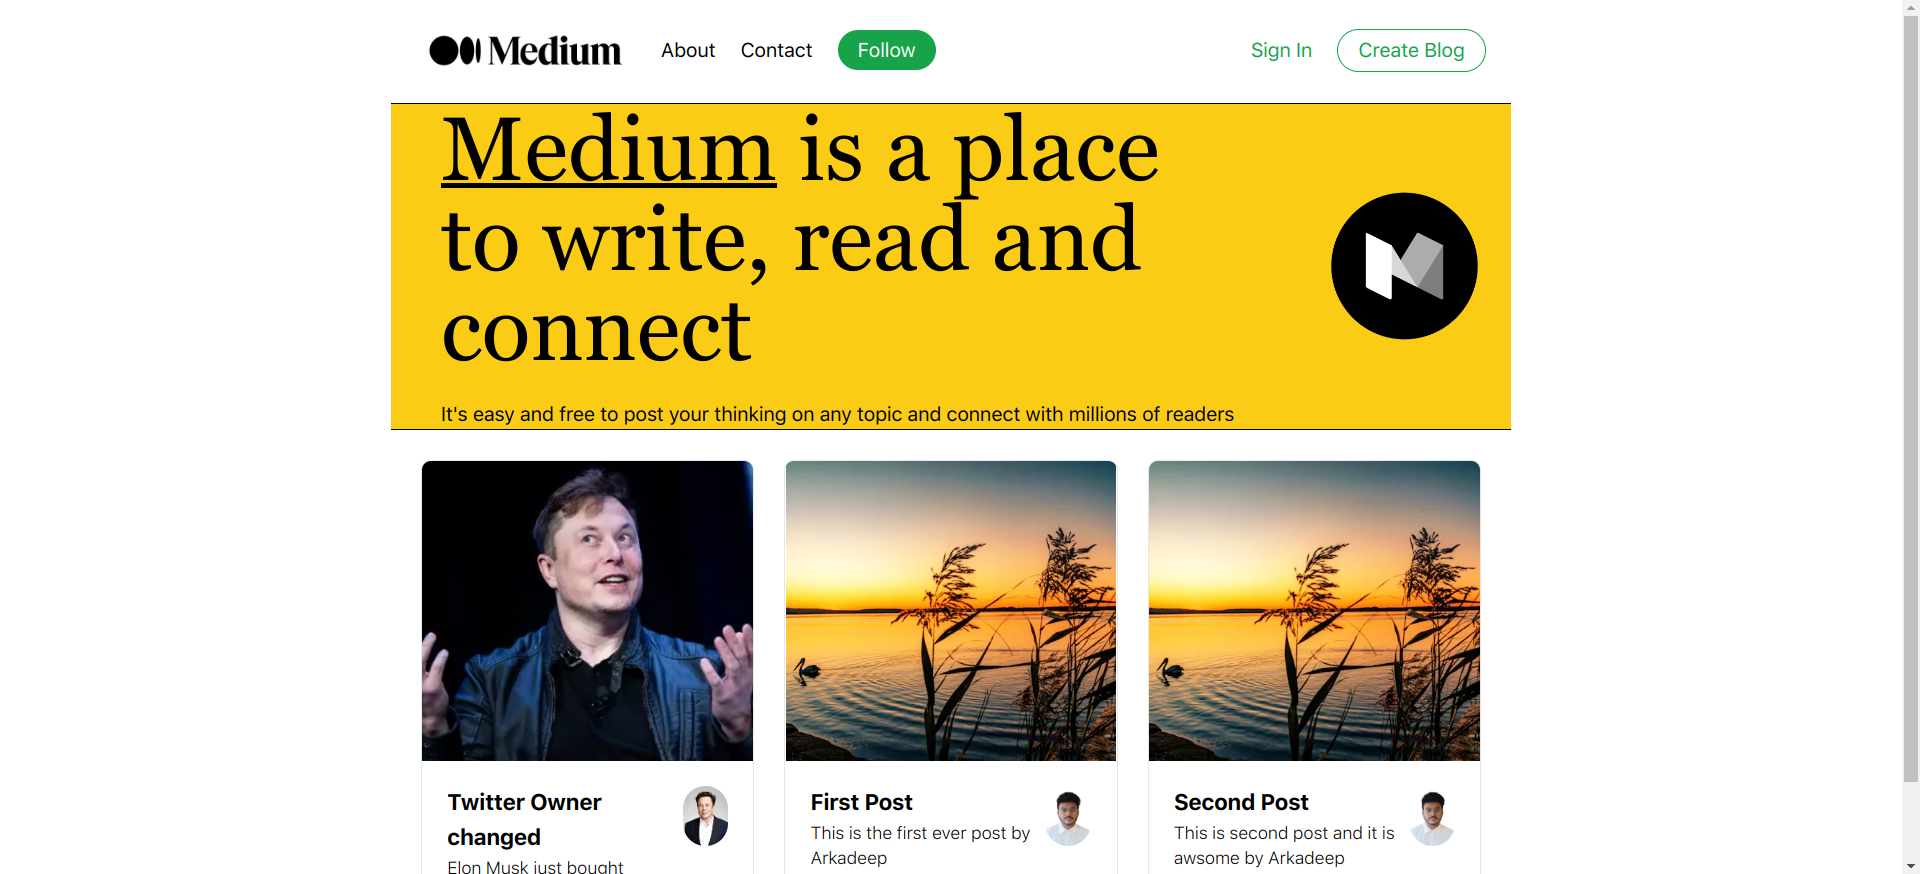 Medium About Contact Follow Sign In Create Blog
Medium is a place
to write, read and
connect
It's easy and free to post your thinking on any topic and connect with millions of readers
Twitter Owner
changed
Elon Musk just bought
First Post
This is the first ever post by
Arkadeep
Second Post
This is second post and it is
awsome by Arkadeep